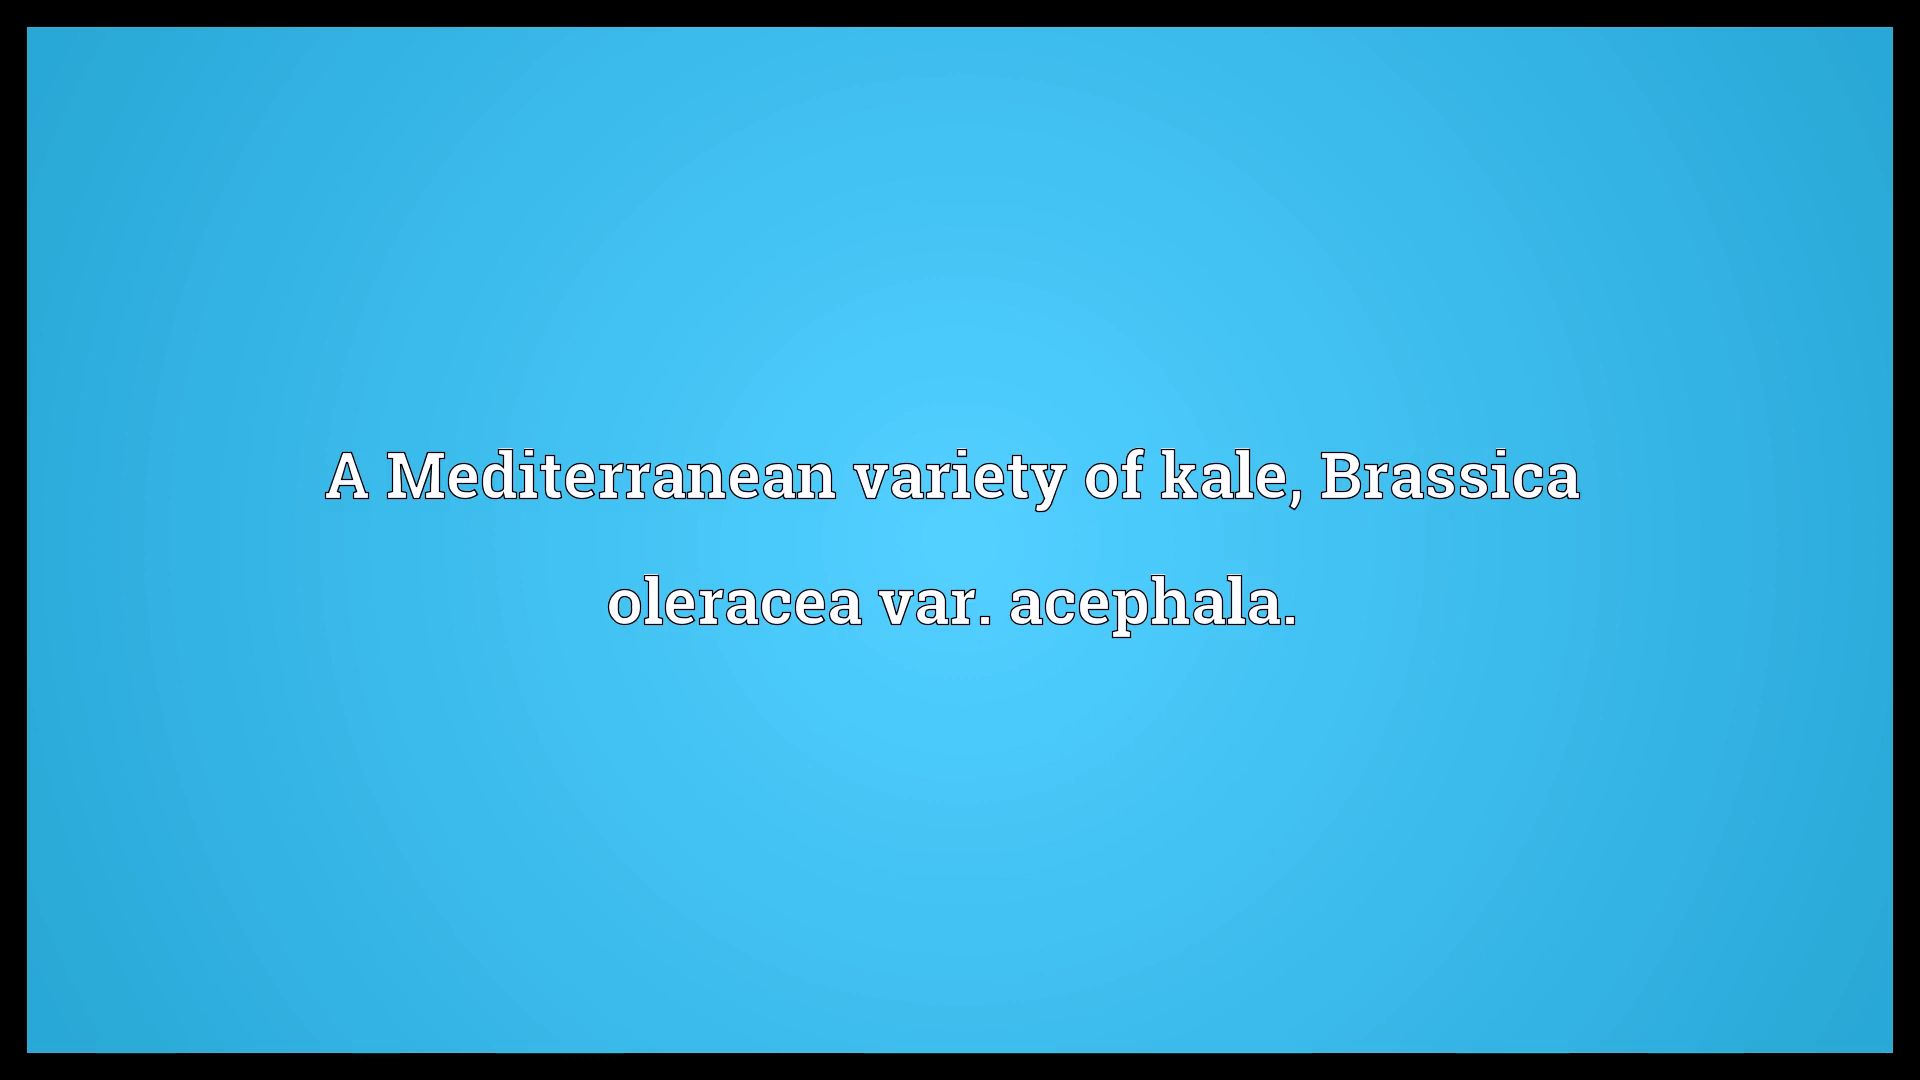 A Mediterranean variety of kale, Brassica
oleracea var. acephala.